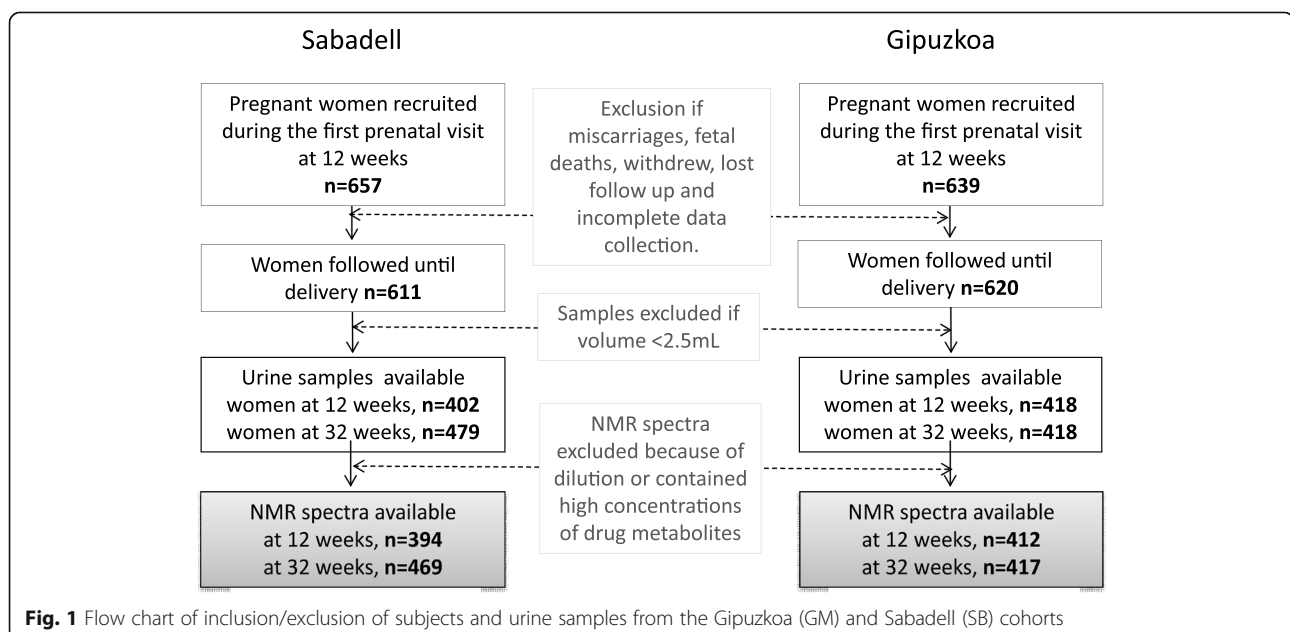 Sabadell
Pregnant women recruited
during the first prenatal visit
at 12 weeks
n=657
Women followed until
delivery n=611
Urine samples available
women at 12 weeks, n=402
women at 32 weeks, n=479
NMR spectra available
at 12 weeks, n=394
at 32 weeks, n=469
Exclusion if
miscarriages, fetal
deaths, withdrew, lost
follow up and
incomplete data
collection.
Samples excluded if
volume <2.5mL
NMR spectra
excluded because of
dilution or contained
high concentrations
of drug metabolites
Gipuzkoa
Pregnant women recruited
during the first prenatal visit
at 12 weeks
n=639
Women followed until
delivery n=620
Urine samples available
women at 12 weeks, n=418
women at 32 weeks, n=418
NMR spectra available
at 12 weeks, n=412
at 32 weeks, n=417
Fig. 1 Flow chart of inclusion/exclusion of subjects and urine samples from the Gipuzkoa (GM) and Sabadell (SB) cohorts